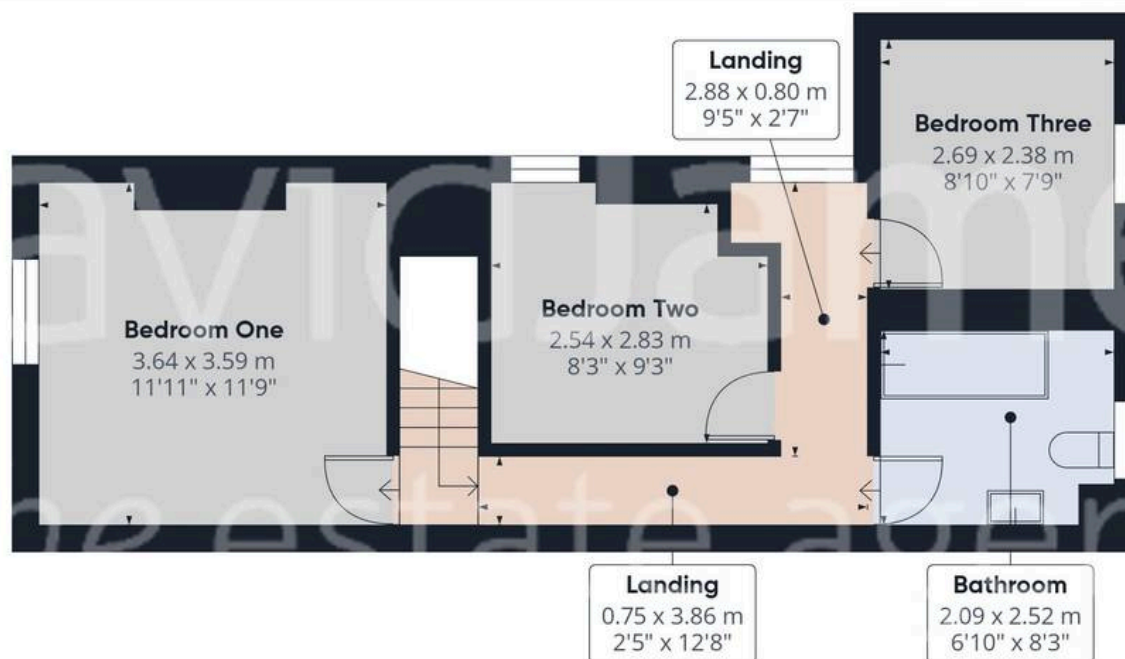 Landing
2.88 x 0.80 m
9'5" x 2'7"
Bedroom Three
2.69 x 2.38 m
8'10" x 7'9"
Bedroom One
3.64 x 3.59 m
11'11" x 11'9"
Bedroom Two
2.54 x 2.83 m
8'3" x 9'3"
Landing
0.75 x 3.86 m
2'5" x 12'8"
Bathroom
2.09 x 2.52 m
6'10" x 8'3"
avidJame
e estate agen